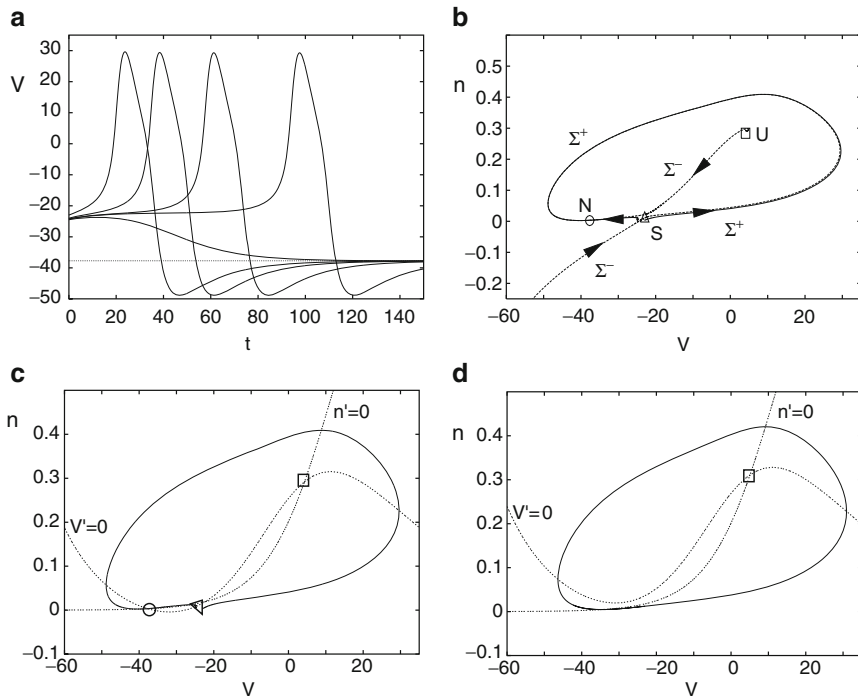 a
V
30
20
10
0
−10
−20
−30
−40
−50
0 20 40 60 80 100 120 140
t
b
n
0.5
0.4
0.3
0.2
0.1
0
−0.1
−0.2
Σ+
Σ−
U
N
S
Σ+
Σ−
−60 −40 −20 0 20
V
c
n
0.4
0.3
0.2
0.1
0
−0.1
n'=0
V'=0
−60 −40 −20 0 20
V
d
n
0.4
0.3
0.2
0.1
0
−0.1
n'=0
V'=0
−60 −40 −20 0 20
V